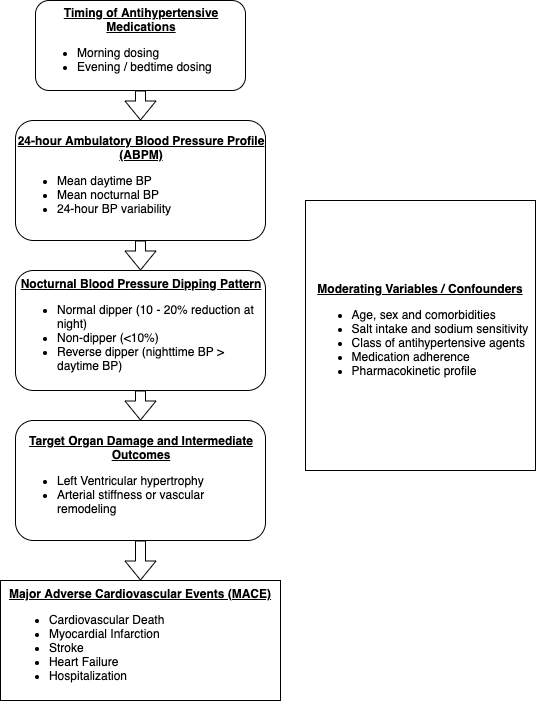 Timing of Antihypertensive
Medications
• Morning dosing
• Evening / bedtime dosing
24-hour Ambulatory Blood Pressure Profile
(ABPM)
• Mean daytime BP
• Mean nocturnal BP
• 24-hour BP variability
Nocturnal Blood Pressure Dipping Pattern
• Normal dipper (10 - 20% reduction at
night)
• Non-dipper (<10%)
• Reverse dipper (nighttime BP >
daytime BP)
Target Organ Damage and Intermediate
Outcomes
• Left Ventricular hypertrophy
• Arterial stiffness or vascular
remodeling
Major Adverse Cardiovascular Events (MACE)
• Cardiovascular Death
• Myocardial Infarction
• Stroke
• Heart Failure
• Hospitalization
Moderating Variables / Confounders
• Age, sex and comorbidities
• Salt intake and sodium sensitivity
• Class of antihypertensive agents
• Medication adherence
• Pharmacokinetic profile